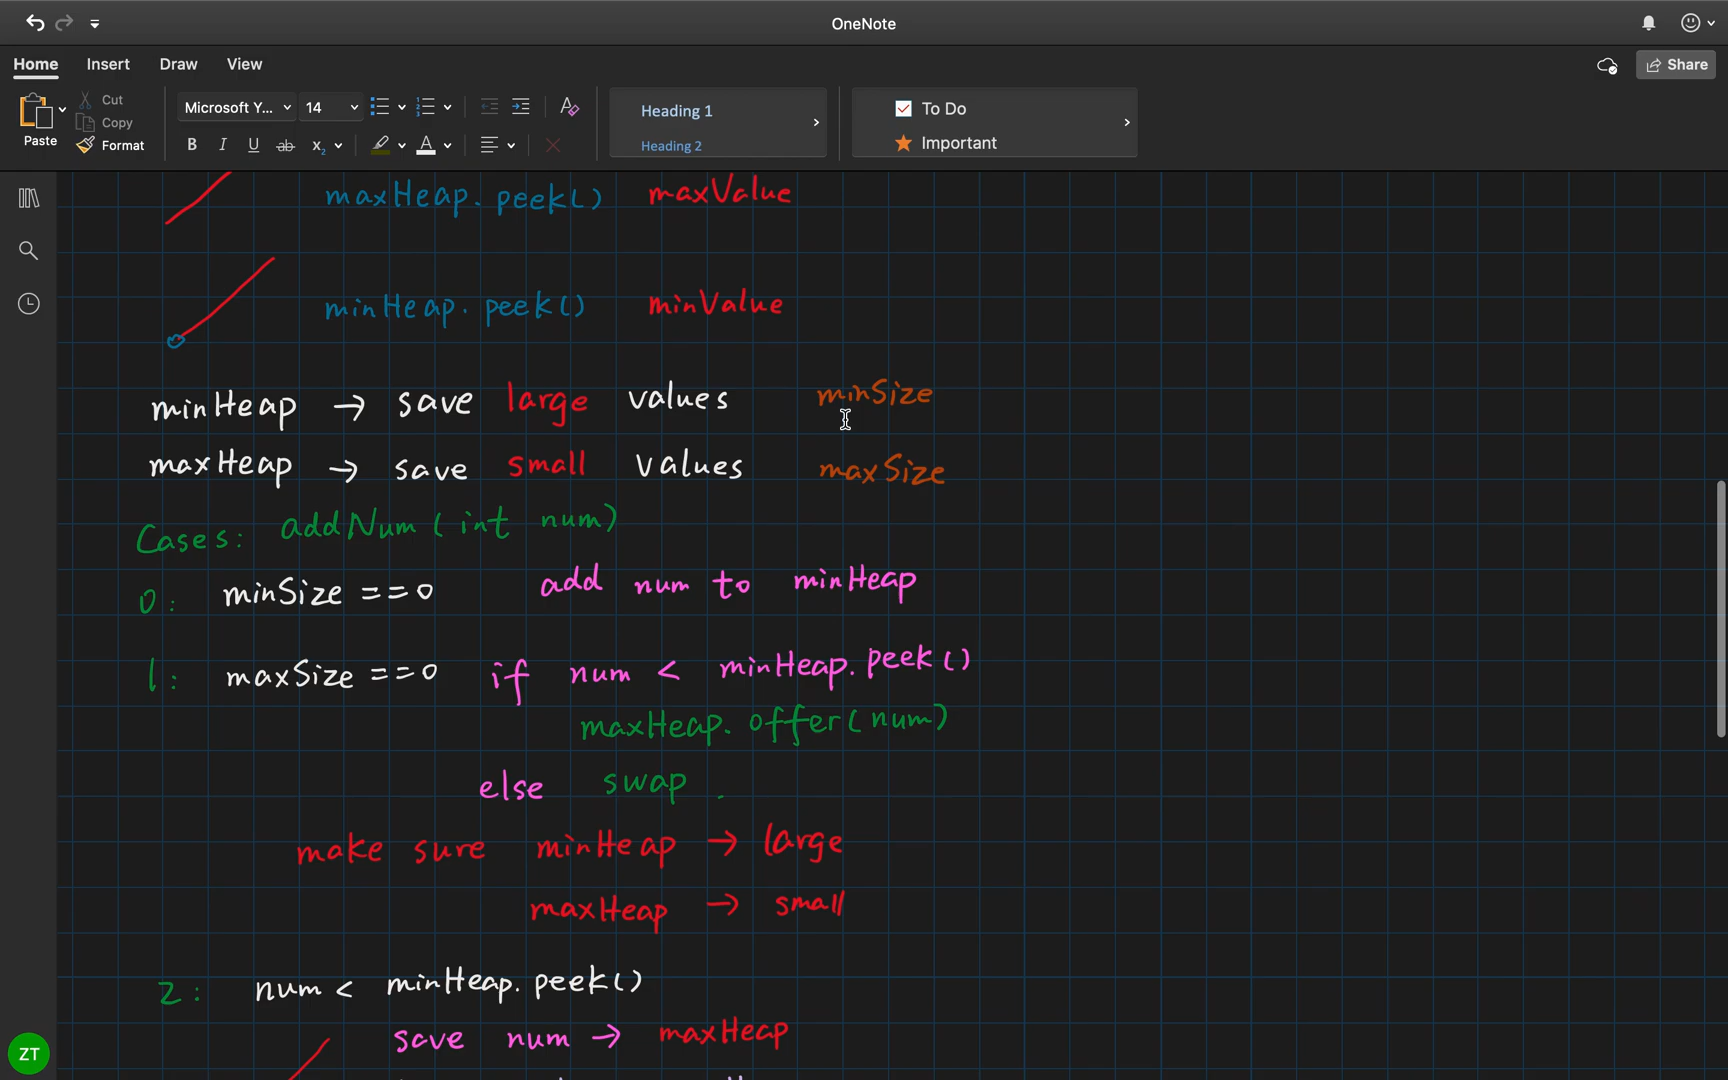 OneNote
Home Insert Draw View Share
Paste Cut Copy Format
Microsoft Y... 14
B I U ab x₂ A
Heading 1
Heading 2
To Do
Important
maxHeap.peek() maxValue
minHeap.peek() minValue
minHeap → save large values minSize
maxHeap → save small values maxSize
Cases: addNum(int num)
0: minSize ==0 add num to minHeap
1: maxSize ==0 if num < minHeap.peek()
maxHeap.offer(num)
else swap.
make sure minHeap → large
maxHeap → small
2: num < minHeap.peek()
save num → maxHeap
ZT